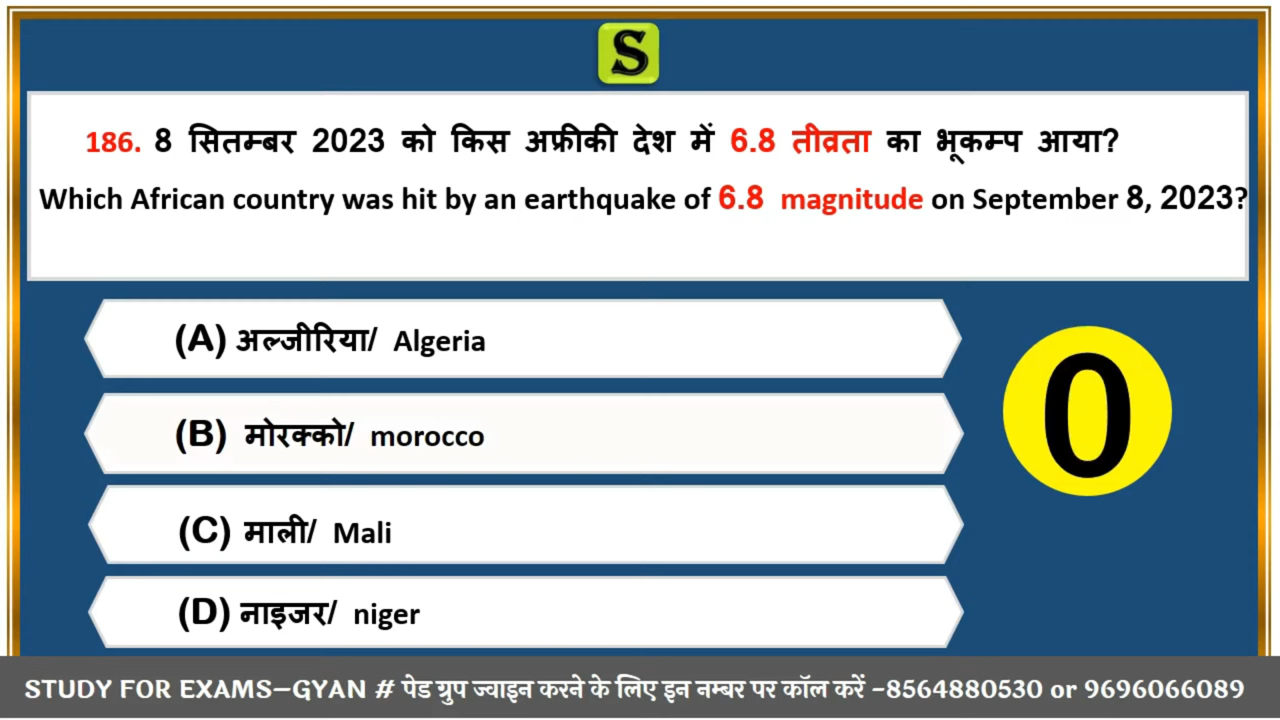 S
186. 8 सितम्बर 2023 को किस अफ्रीकी देश में 6.8 तीव्रता का भूकम्प आया?
Which African country was hit by an earthquake of 6.8 magnitude on September 8, 2023?
(A) अल्जीरिया/ Algeria
(B) मोरक्को/ morocco
0
(C) माली/ Mali
(D) नाइजर/ niger
STUDY FOR EXAMS–GYAN # पेड ग्रुप ज्वाइन करने के लिए इन नम्बर पर कॉल करें –8564880530 or 9696066089